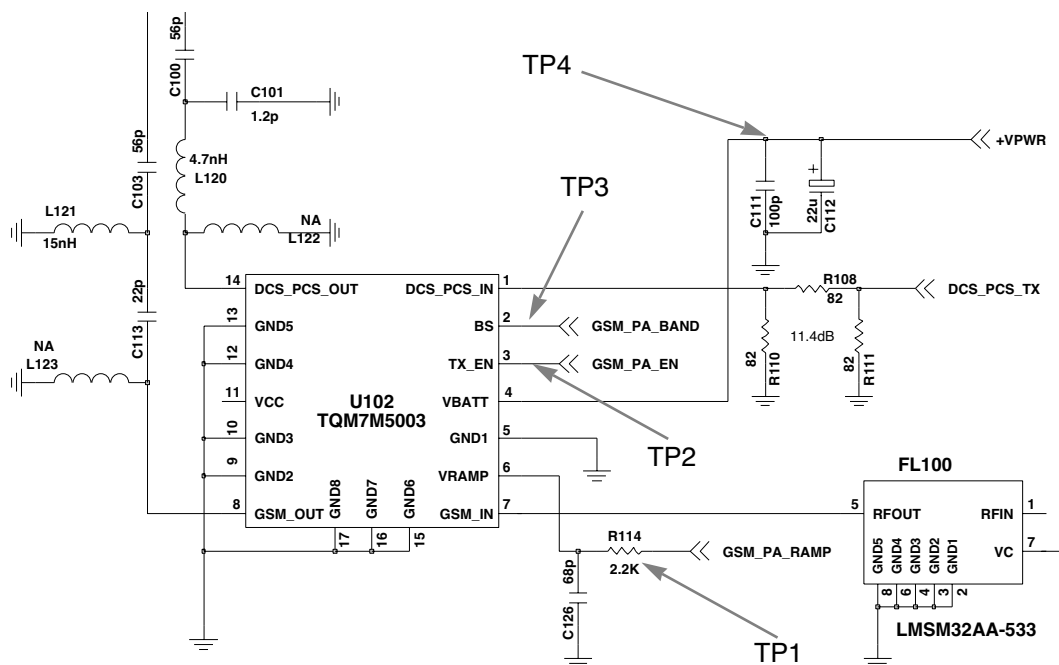 56p
C100
C101
1.2p
TP4
56p
C103
4.7nH
L120
+VPWR
TP3
C111
100p
+
22u
C112
L121
15nH
NA
L122
22p
C113
14
DCS_PCS_OUT
DCS_PCS_IN
1
R108
82
DCS_PCS_TX
13
GND5
BS
2
GSM_PA_BAND
82
R110
11.4dB
82
R111
NA
L123
12
GND4
TX_EN
3
GSM_PA_EN
11
VCC
U102
TQM7M5003
VBATT
4
10
GND3
GND1
5
TP2
9
GND2
VRAMP
6
FL100
8
GSM_OUT
GND8
GND7
GND6
GSM_IN
7
17
16
15
5
RFOUT
RFIN
1
VC
7
GND5
GND4
GND3
GND2
GND1
8
6
4
3
2
LMSM32AA-533
R114
2.2K
GSM_PA_RAMP
68p
C126
TP1